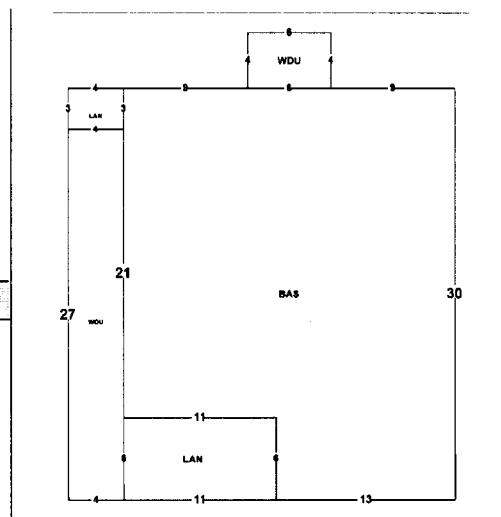 6
4 WDU 4
4 9 6 9
3 LAN 3
4
21
BAS 30
27 WDU
11
6 LAN 6
4 11 13